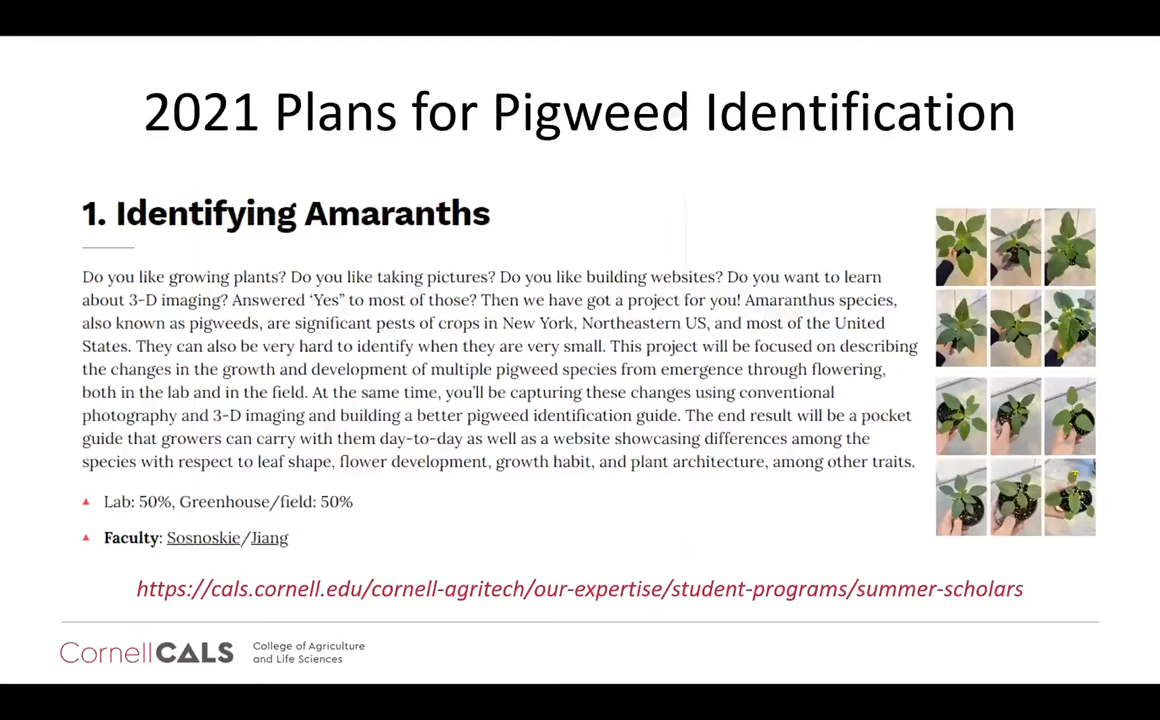 2021 Plans for Pigweed Identification
1. Identifying Amaranths
Do you like growing plants? Do you like taking pictures? Do you like building websites? Do you want to learn
about 3-D imaging? Answered ‘Yes” to most of those? Then we have got a project for you! Amaranthus species,
also known as pigweeds, are significant pests of crops in New York, Northeastern US, and most of the United
States. They can also be very hard to identify when they are very small. This project will be focused on describing
the changes in the growth and development of multiple pigweed species from emergence through flowering,
both in the lab and in the field. At the same time, you’ll be capturing these changes using conventional
photography and 3-D imaging and building a better pigweed identification guide. The end result will be a pocket
guide that growers can carry with them day-to-day as well as a website showcasing differences among the
species with respect to leaf shape, flower development, growth habit, and plant architecture, among other traits.
Lab: 50%, Greenhouse/field: 50%
Faculty: Sosnoskie/Jiang
https://cals.cornell.edu/cornell-agritech/our-expertise/student-programs/summer-scholars
CornellCALS
College of Agriculture
and Life Sciences